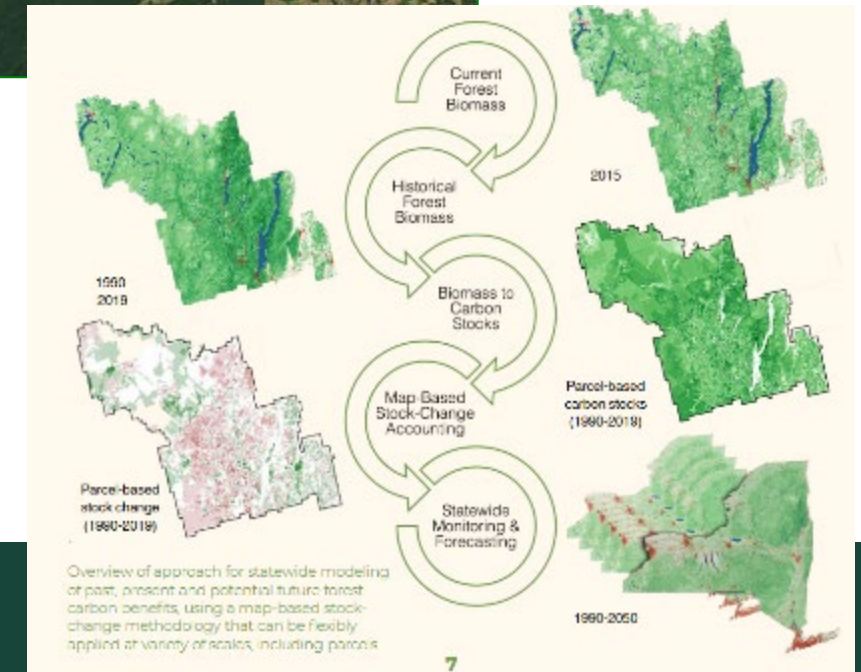 Current
Forest
Biomass
2015
Historical
Forest
Biomass
1990
2019
Biomass to
Carbon
Stocks
Parcel-based
carbon stocks
(1990-2019)
Map-Based
Stock-Change
Accounting
Parcel-based
stock change
(1990-2019)
Statewide
Monitoring &
Forecasting
1990-2050
Overview of approach for statewide modeling
of past, present and potential future forest
carbon benefits, using a map-based stock-
change methodology that can be flexibly
applied at variety of scales, including parcels
7